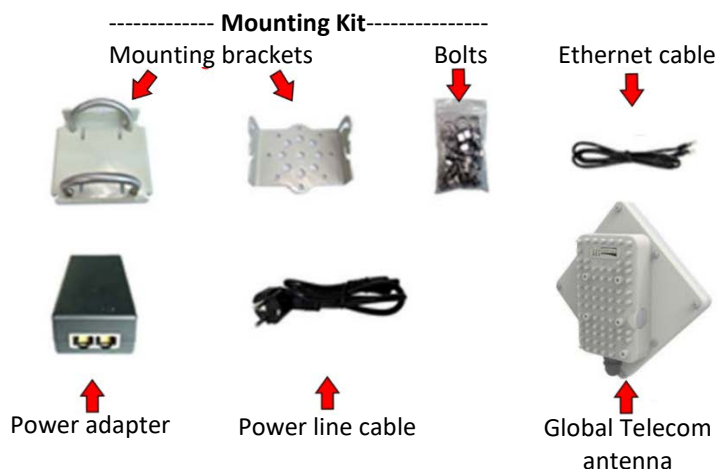 ------------- Mounting Kit---------------
Mounting brackets
Bolts
Ethernet cable
Power adapter
Power line cable
Global Telecom
antenna